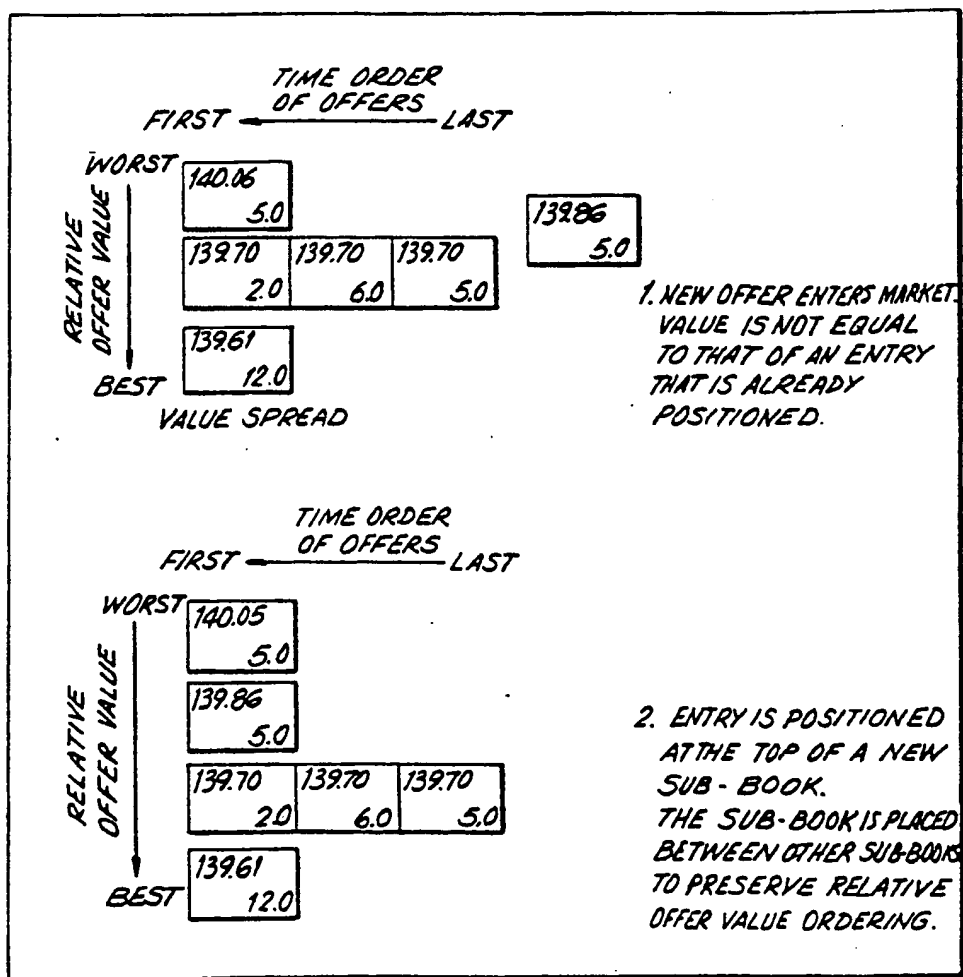 TIME ORDER
OF OFFERS
FIRST LAST
WORST
RELATIVE
OFFER VALUE
140.06
5.0
139.70 139.70 139.70
2.0 6.0 5.0
139.61
12.0
BEST
VALUE SPREAD
139.86
5.0
1. NEW OFFER ENTERS MARKET.
VALUE IS NOT EQUAL
TO THAT OF AN ENTRY
THAT IS ALREADY
POSITIONED.
TIME ORDER
OF OFFERS
FIRST LAST
WORST
RELATIVE
OFFER VALUE
140.05
5.0
139.86
5.0
139.70 139.70 139.70
2.0 6.0 5.0
139.61
12.0
BEST
2. ENTRY IS POSITIONED
AT THE TOP OF A NEW
SUB-BOOK.
THE SUB-BOOK IS PLACED
BETWEEN OTHER SUB-BOOKS
TO PRESERVE RELATIVE
OFFER VALUE ORDERING.